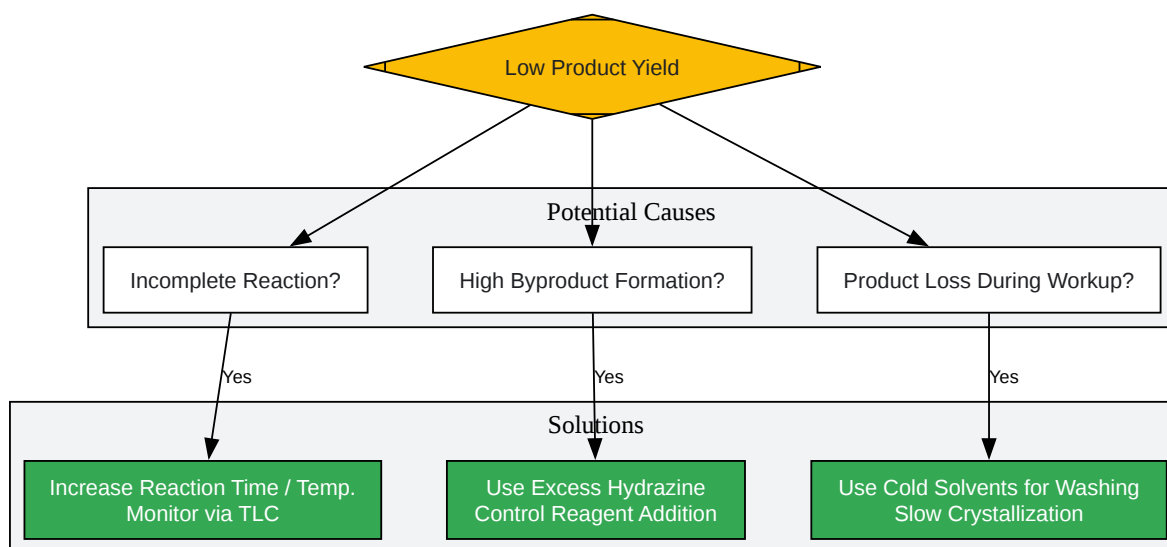 Low Product Yield
Potential Causes
Incomplete Reaction?
High Byproduct Formation?
Product Loss During Workup?
Yes
Yes
Yes
Solutions
Increase Reaction Time / Temp.
Monitor via TLC
Use Excess Hydrazine
Control Reagent Addition
Use Cold Solvents for Washing
Slow Crystallization